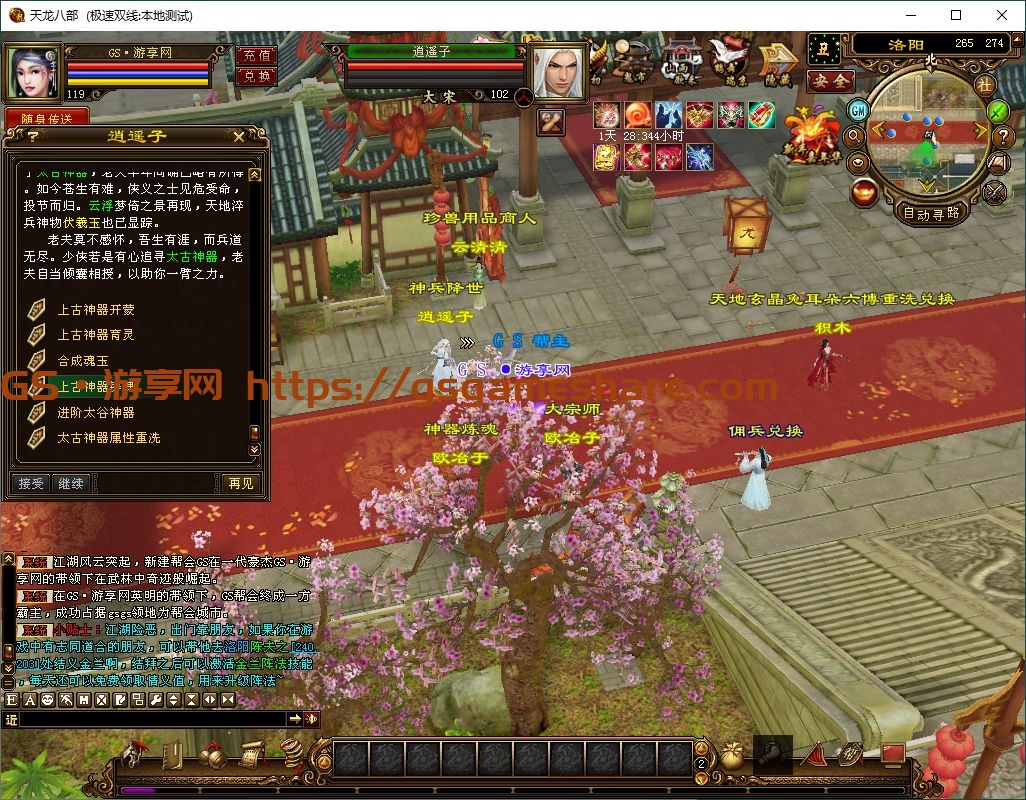 天龙八部 (极速双线:本地测试)
GS·游享网
充值
兑换
119
逍遥子
大宋
102
丑
洛阳
265 274
北
安全
社
GM
自动寻路
1天 28:344小时
随身传送
?
逍遥子
。如今苍生有难，侠义之士见危受命，
投节而归。云浮梦倚之景再现，天地淬
兵神物伏羲玉也已显踪。
老夫莫不感怀，吾生有涯，而兵道
无尽。少侠若是有心追寻太古神器，老
夫自当倾囊相授，以助你一臂之力。
上古神器开蒙
上古神器育灵
合成魂玉
进阶太谷神器
太古神器属性重洗
接受
继续
再见
珍兽用品商人
云清清
神兵降世
逍遥子
GS 帮主
GS ●游享网
天地玄晶兔耳朵六博重洗兑换
积木
大宗师
欧冶子
神器炼魂
欧冶子
佣兵兑换
GS·游享网 https://gsgameshare.com
江湖风云突起，新建帮会GS在一代豪杰GS·游
享网的带领下在武林中奇迹般崛起。
在GS·游享网英明的带领下，GS帮会终成一方
霸主，成功占据gsgs领地为帮会城市。
小贴士：江湖险恶，出门靠朋友，如果你在游
戏中有志同道合的朋友，可以带他去洛阳陈夫之[240,
203]处结义金兰啊，结拜之后可以激活金兰阵法技能
，每天还可以免费领取情义值，用来升级阵法~
近
2